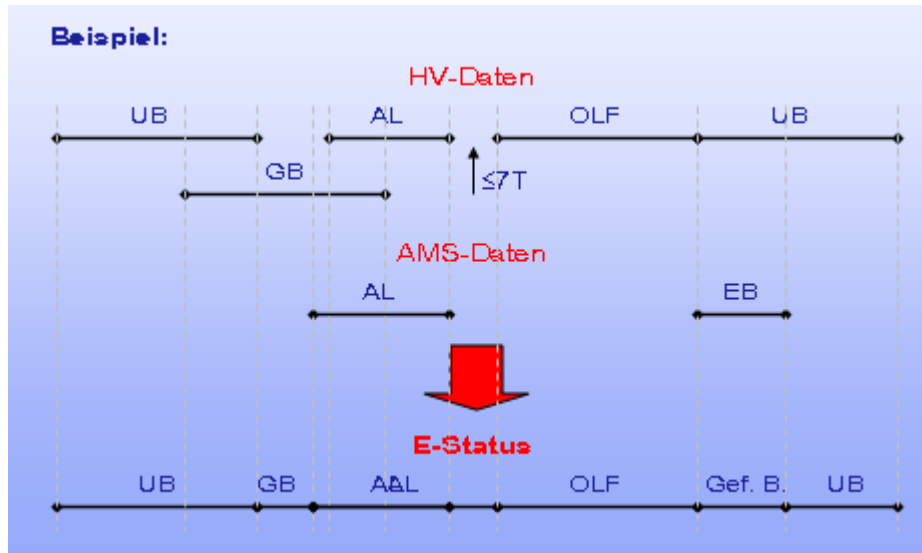 Beispiel:
HV-Daten
UB AL OLF UB
GB ≤7T
AMS-Daten
AL EB
E-Status
UB GB OLF Gef. B. UB